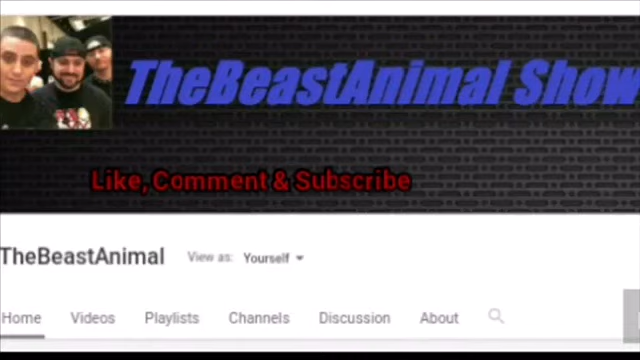 TheBeastAnimal Show
Like, Comment & Subscribe
TheBeastAnimal View as: Yourself
Home Videos Playlists Channels Discussion About